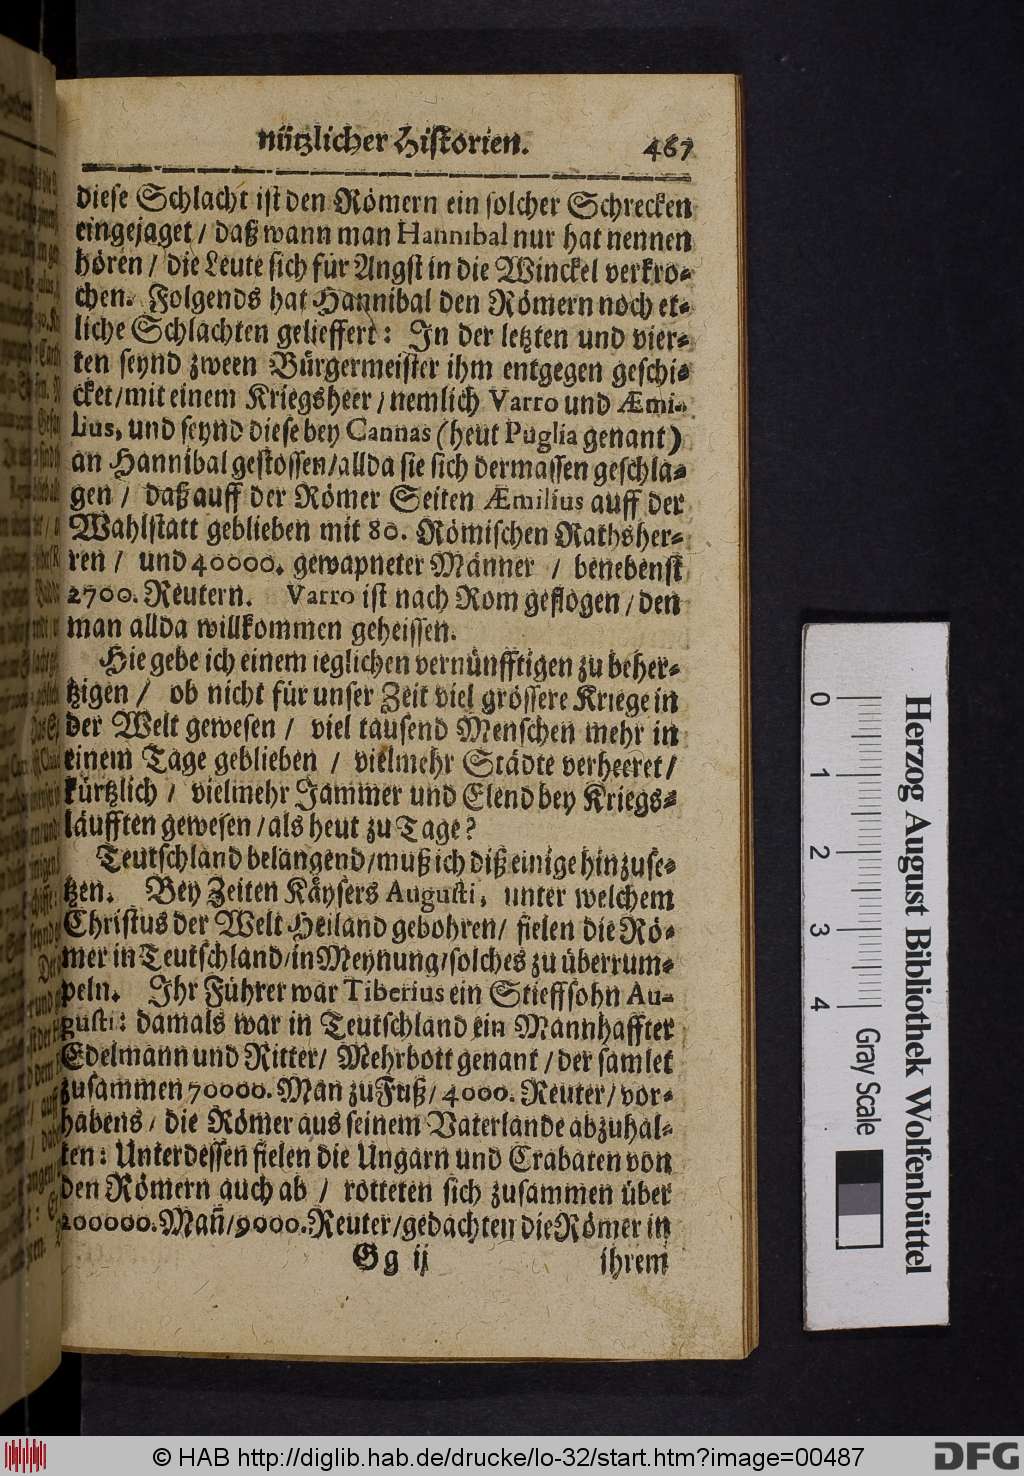 nützlicher Historien. 467
diese Schlacht ist den Römern ein solcher Schrecken
eingejaget / daß wann man Hannibal nur hat nennen
hören / die Leute sich für Angst in die Winckel verkro-
chen. Folgends hat Hannibal den Römern noch et-
liche Schlachten gelieffert: In der letzten und vier-
ten seynd zween Bürgermeister ihm entgegen geschi-
cket / mit einem Kriegsheer / nemlich Varro und Æmi-
lius, und seynd diese bey Cannas (heut Puglia genant)
an Hannibal gestossen / allda sie sich dermassen geschla-
gen / daß auff der Römer Seiten Æmilius auff der
Wahlstatt geblieben mit 80. Römischen Rathsher-
ren / und 40000. gewapneter Männer / benebenst
2700. Reutern. Varro ist nach Rom geflogen / den
man allda willkommen geheissen.
Hie gebe ich einem ieglichen vernünfftigen zu beher-
tzigen / ob nicht für unser Zeit viel grössere Kriege in
der Welt gewesen / viel tausend Menschen mehr in
einem Tage geblieben / vielmehr Städte verheeret /
kürtzlich / vielmehr Jammer und Elend bey Kriegs-
läufften gewesen / als heut zu Tage?
Teutschland belangend / muß ich diß einige hinzuse-
tzen. Bey Zeiten Käysers Augusti, unter welchem
Christus der Welt Heiland gebohren / fielen die Rö-
mer in Teutschland / in Meynung / solches zu überrum-
peln. Ihr Führer war Tiberius ein Stieffsohn Au-
gusti: damals war in Teutschland ein Mannhaffter
Edelmann und Ritter / Mehrbott genant / der samlet
zusammen 70000. Man zu Fuß / 4000. Reuter / vor-
habens / die Römer aus seinem Vaterlande abzuhal-
ten: Unterdessen fielen die Ungarn und Crabaten von
den Römern auch ab / rotteten sich zusammen über
200000. Man̄ / 9000. Reuter / gedachten die Römer in
Gg ij ihrem
0 1 2 3 4
Gray Scale
Herzog August Bibliothek Wolfenbüttel
© HAB http://diglib.hab.de/drucke/lo-32/start.htm?image=00487
DFG